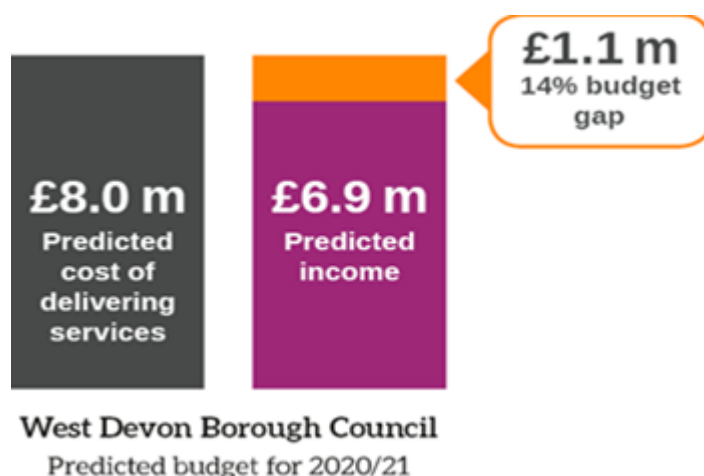 £1.1 m
14% budget
gap
£8.0 m
Predicted
cost of
delivering
services
£6.9 m
Predicted
income
West Devon Borough Council
Predicted budget for 2020/21